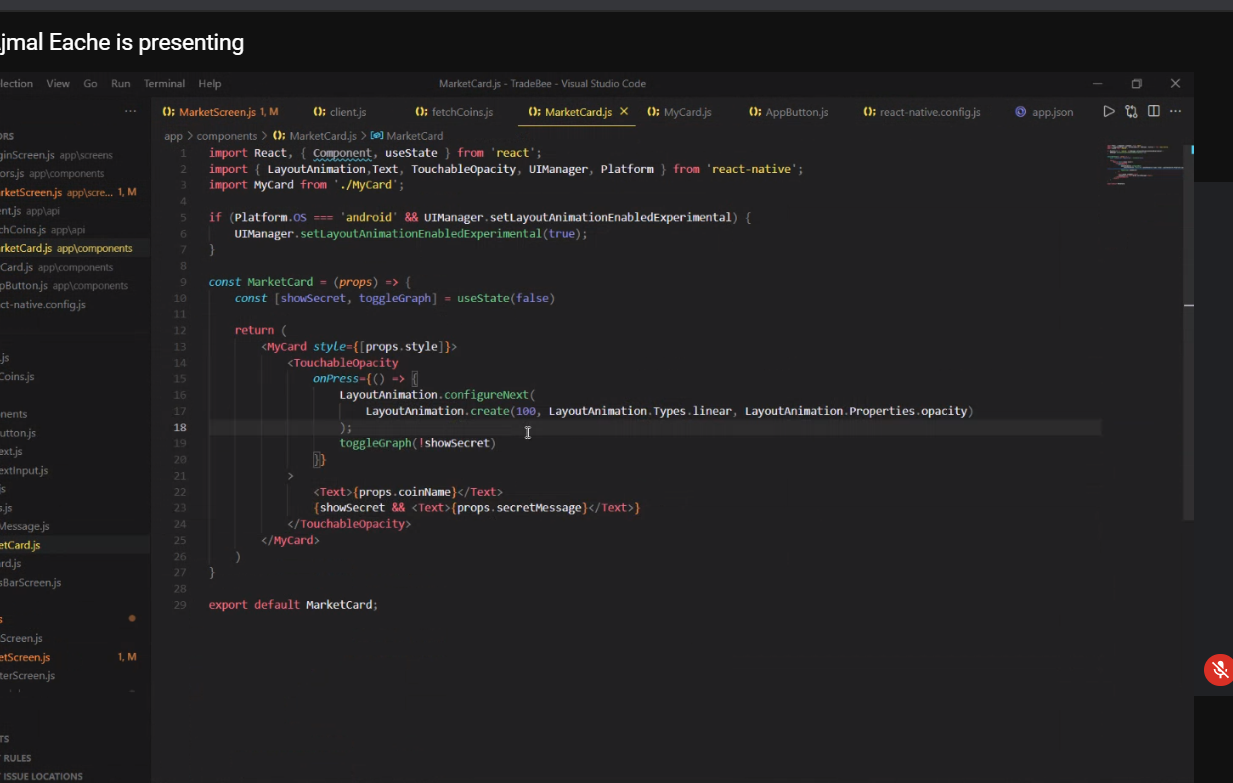 jmal Eache is presenting
lection View Go Run Terminal Help
MarketCard.js - TradeBee - Visual Studio Code
MarketScreen.js 1, M
client.js
fetchCoins.js
MarketCard.js
MyCard.js
AppButton.js
react-native.config.js
app.json
app > components > MarketCard.js > MarketCard
ORS
ginScreen.js app\screens
ors.js app\components
rketScreen.js app\scre... 1, M
ent.js app\api
chCoins.js app\api
rketCard.js app\components
Card.js app\components
pButton.js app\components
ct-native.config.js
.js
Coins.js
nents
utton.js
ext.js
extInput.js
js
s.js
Message.js
etCard.js
rd.js
sBarScreen.js
s
Screen.js
etScreen.js 1, M
terScreen.js
TS
RULES
ISSUE LOCATIONS
1 import React, { Component, useState } from 'react';
2 import { LayoutAnimation,Text, TouchableOpacity, UIManager, Platform } from 'react-native';
3 import MyCard from './MyCard';
4
5 if (Platform.OS === 'android' && UIManager.setLayoutAnimationEnabledExperimental) {
6 UIManager.setLayoutAnimationEnabledExperimental(true);
7 }
8
9 const MarketCard = (props) => {
10 const [showSecret, toggleGraph] = useState(false)
11
12 return (
13 <MyCard style={[props.style]}>
14 <TouchableOpacity
15 onPress={() => {
16 LayoutAnimation.configureNext(
17 LayoutAnimation.create(100, LayoutAnimation.Types.linear, LayoutAnimation.Properties.opacity)
18 );
19 toggleGraph(!showSecret)
20 }}
21 >
22 <Text>{props.coinName}</Text>
23 {showSecret && <Text>{props.secretMessage}</Text>}
24 </TouchableOpacity>
25 </MyCard>
26 )
27 }
28
29 export default MarketCard;